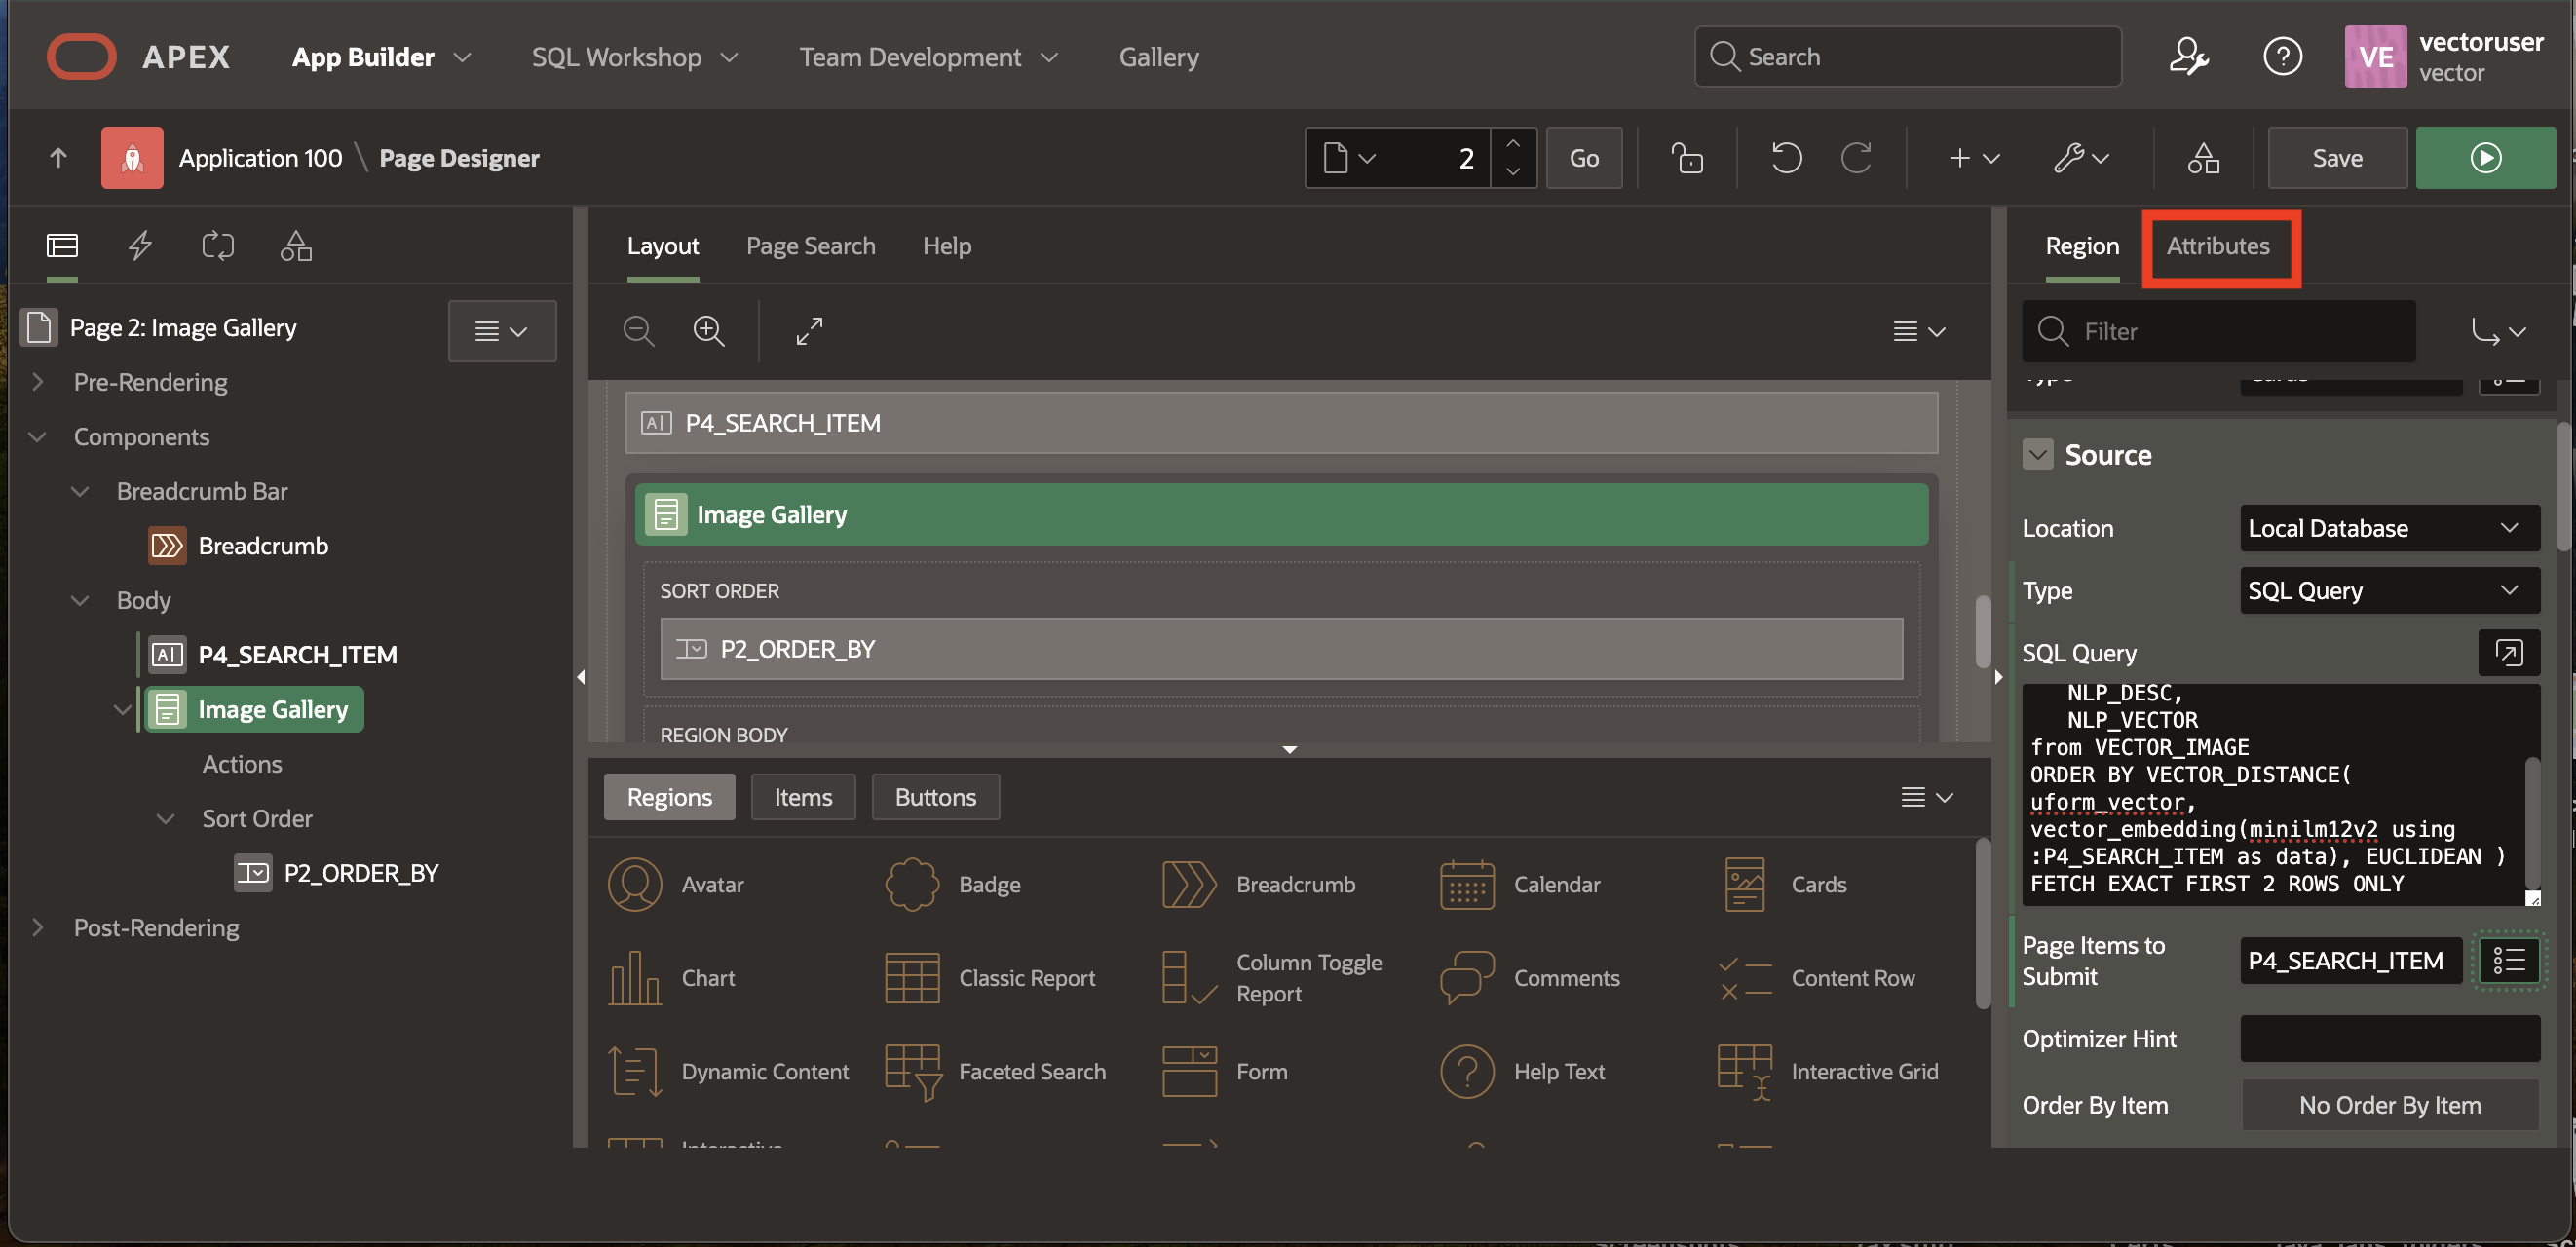 APEX
App Builder
SQL Workshop
Team Development
Gallery
Search
VE
vectoruser
vector
Application 100 \ Page Designer
2
Go
Save
Page 2: Image Gallery
Pre-Rendering
Components
Breadcrumb Bar
Breadcrumb
Body
P4_SEARCH_ITEM
Image Gallery
Actions
Sort Order
P2_ORDER_BY
Post-Rendering
Layout
Page Search
Help
P4_SEARCH_ITEM
Image Gallery
SORT ORDER
P2_ORDER_BY
REGION BODY
Regions
Items
Buttons
Avatar
Badge
Breadcrumb
Calendar
Cards
Chart
Classic Report
Column Toggle
Report
Comments
Content Row
Dynamic Content
Faceted Search
Form
Help Text
Interactive Grid
Interactive
Region
Attributes
Filter
Type
Cards
Source
Location
Local Database
Type
SQL Query
SQL Query
NLP_DESC,
NLP_VECTOR
from VECTOR_IMAGE
ORDER BY VECTOR_DISTANCE(
uform_vector,
vector_embedding(minilm12v2 using
:P4_SEARCH_ITEM as data), EUCLIDEAN )
FETCH EXACT FIRST 2 ROWS ONLY
Page Items to
Submit
P4_SEARCH_ITEM
Optimizer Hint
Order By Item
No Order By Item